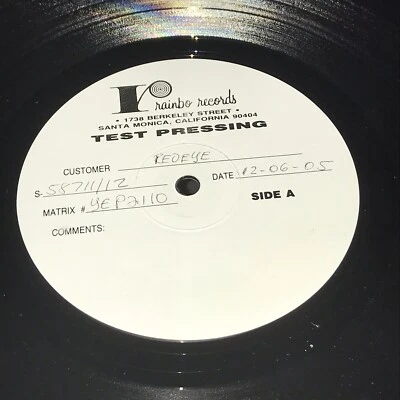 r rainbo records
• 1738 BERKELEY STREET •
SANTA MONICA, CALIFORNIA 90404
TEST PRESSING
CUSTOMER REDEYE
S- 58711/12 DATE 12-06-05
MATRIX # YEP2110 SIDE A
COMMENTS: